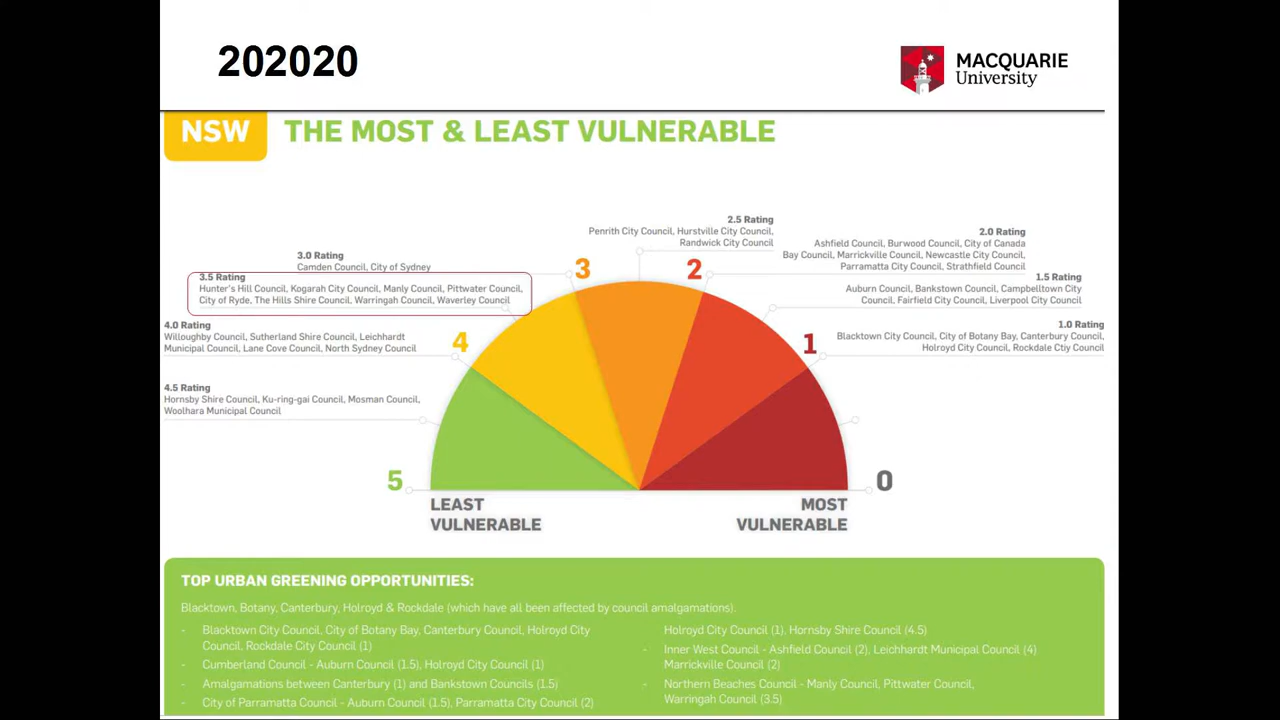 202020
MACQUARIE
University
NSW
THE MOST & LEAST VULNERABLE
2.5 Rating
Penrith City Council, Hurstville City Council,
Randwick City Council
2.0 Rating
Ashfield Council, Burwood Council, City of Canada
Bay Council, Marrickville Council, Newcastle City Council,
Parramatta City Council, Strathfield Council
3.0 Rating
Camden Council, City of Sydney
3.5 Rating
Hunter's Hill Council, Kogarah City Council, Manly Council, Pittwater Council,
City of Ryde, The Hills Shire Council, Warringah Council, Waverley Council
1.5 Rating
Auburn Council, Bankstown Council, Campbelltown City
Council, Fairfield City Council, Liverpool City Council
4.0 Rating
Willoughby Council, Sutherland Shire Council, Leichhardt
Municipal Council, Lane Cove Council, North Sydney Council
1.0 Rating
Blacktown City Council, City of Botany Bay, Canterbury Council,
Holroyd City Council, Rockdale Ctiy Council
4.5 Rating
Hornsby Shire Council, Ku-ring-gai Council, Mosman Council,
Woolhara Municipal Council
5
4
3
2
1
0
LEAST
VULNERABLE
MOST
VULNERABLE
TOP URBAN GREENING OPPORTUNITIES:
Blacktown, Botany, Canterbury, Holroyd & Rockdale (which have all been affected by council amalgamations).
- Blacktown City Council, City of Botany Bay, Canterbury Council, Holroyd City
Council, Rockdale City Council (1)
- Cumberland Council - Auburn Council (1.5), Holroyd City Council (1)
- Amalgamations between Canterbury (1) and Bankstown Councils (1.5)
- City of Parramatta Council - Auburn Council (1.5), Parramatta City Council (2)
Holroyd City Council (1), Hornsby Shire Council (4.5)
- Inner West Council - Ashfield Council (2), Leichhardt Municipal Council (4)
Marrickville Council (2)
- Northern Beaches Council - Manly Council, Pittwater Council,
Warringah Council (3.5)